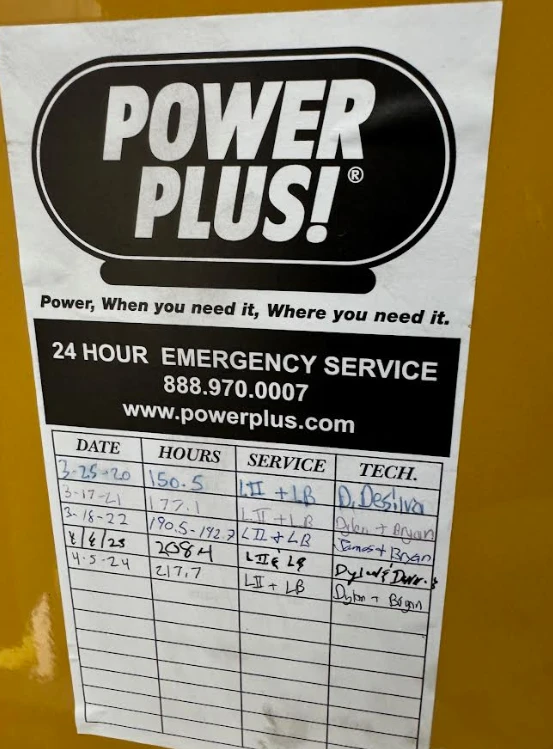 POWER
PLUS!®
Power, When you need it, Where you need it.
24 HOUR EMERGENCY SERVICE
888.970.0007
www.powerplus.com
DATE HOURS SERVICE TECH.
3-25-20 150.5 LII + LB D. Desilva
3-17-21 177.1 LII + LB Dylan + Bryan
3-18-22 190.5-192.7 LII + LB James + Bryan
208.4 LII & LB
4-5-24 217.7 LII + LB Dylan + Bryan